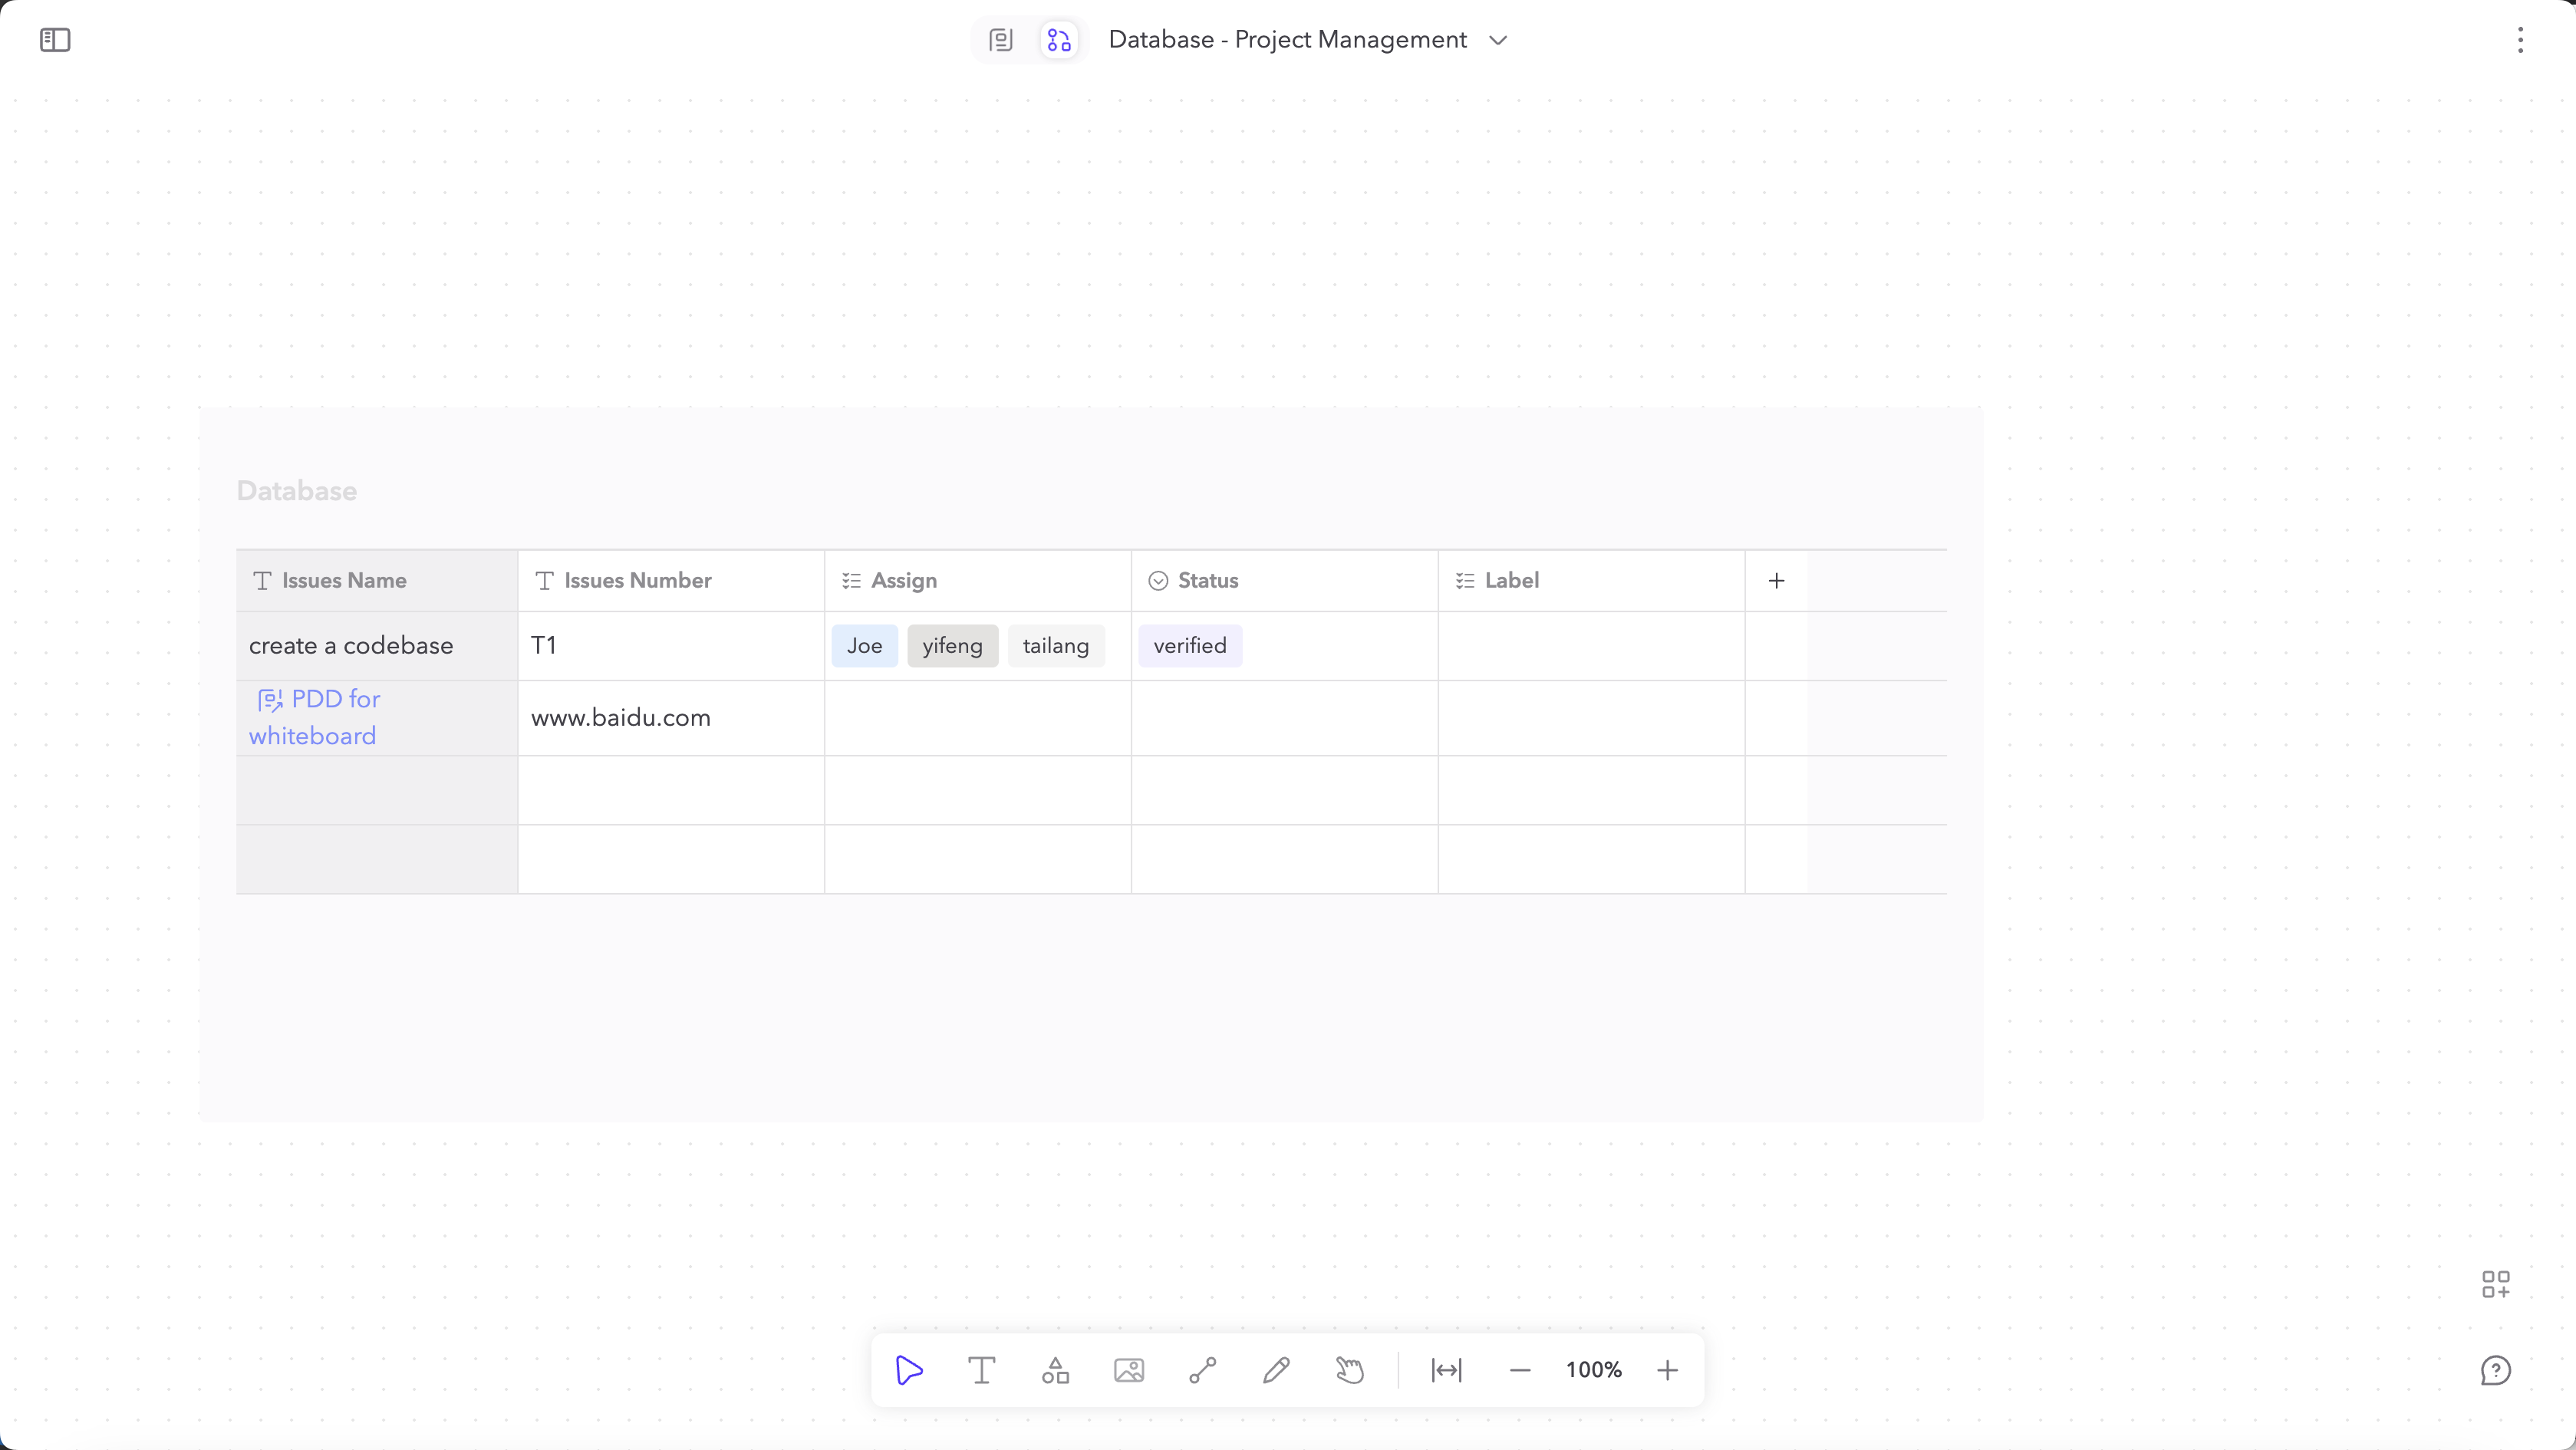 Database - Project Management
Database
Issues Name Issues Number Assign Status Label
create a codebase T1 Joe yifeng tailang verified
PDD for
whiteboard
www.baidu.com
100%